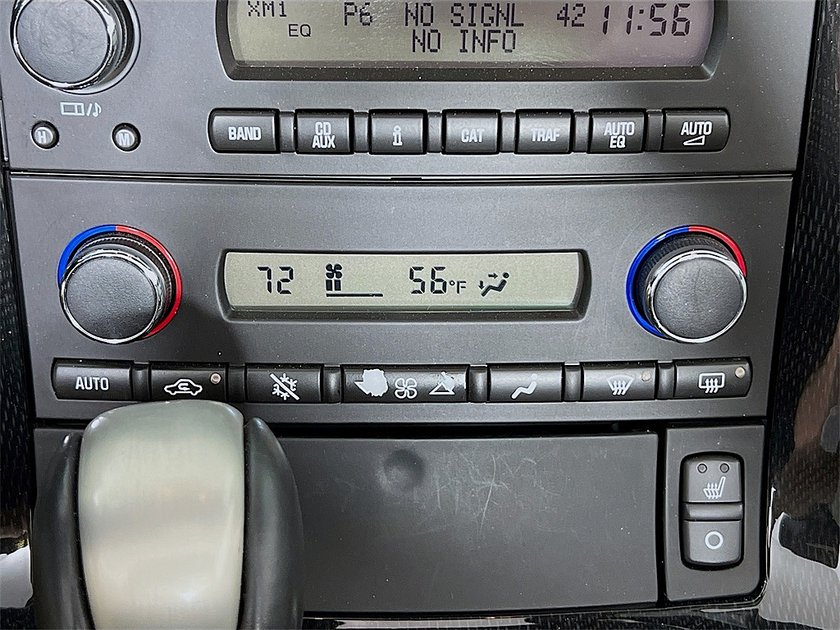 XM1 P6 NO SIGNL 42 11:56
EQ NO INFO
H M
BAND CD AUX i CAT TRAF AUTO EQ AUTO
72 56°F
AUTO